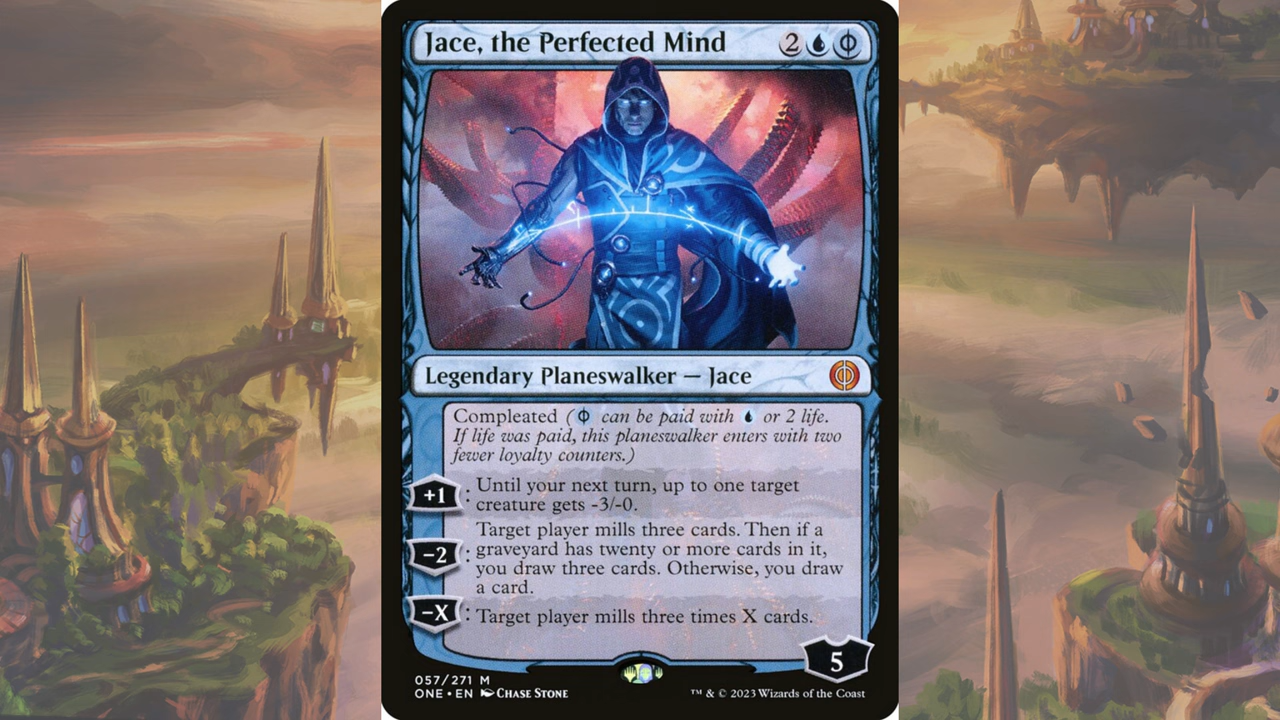 Jace, the Perfected Mind 2
Legendary Planeswalker — Jace
Compleated ( can be paid with or 2 life.
If life was paid, this planeswalker enters with two
fewer loyalty counters.)
+1 : Until your next turn, up to one target
creature gets -3/-0.
Target player mills three cards. Then if a
−2 : graveyard has twenty or more cards in it,
you draw three cards. Otherwise, you draw
a card.
−X : Target player mills three times X cards.
5
057/271 M
ONE • EN CHASE STONE
™ & © 2023 Wizards of the Coast